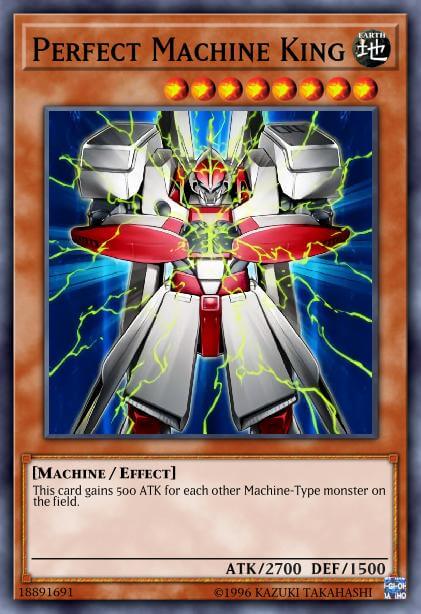 Perfect Machine King
EARTH
地
[Machine / Effect]
This card gains 500 ATK for each other Machine-Type monster on
the field.
ATK/2700 DEF/1500
18891691
©1996 KAZUKI TAKAHASHI